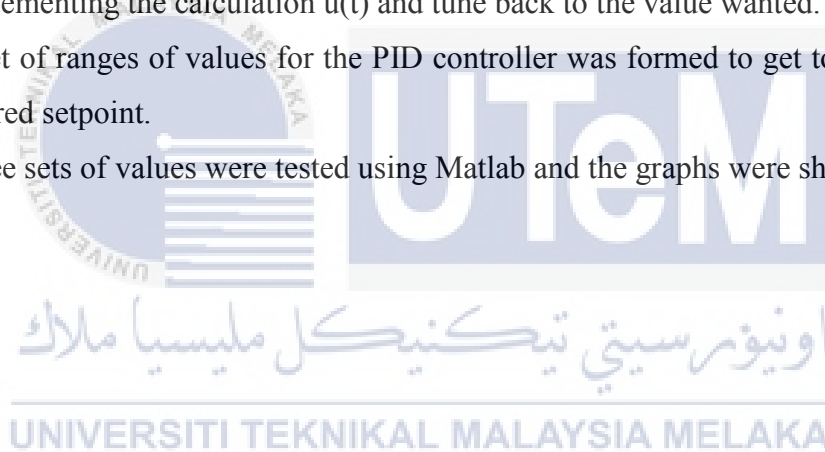 ementing the calculation u(t) and tune back to the value wanted.
t of ranges of values for the PID controller was formed to get to
red setpoint.
ee sets of values were tested using Matlab and the graphs were sh
UTeM
اونيۏرسيتي تيكنيكل مليسيا ملاك
UNIVERSITI TEKNIKAL MALAYSIA MELAKA